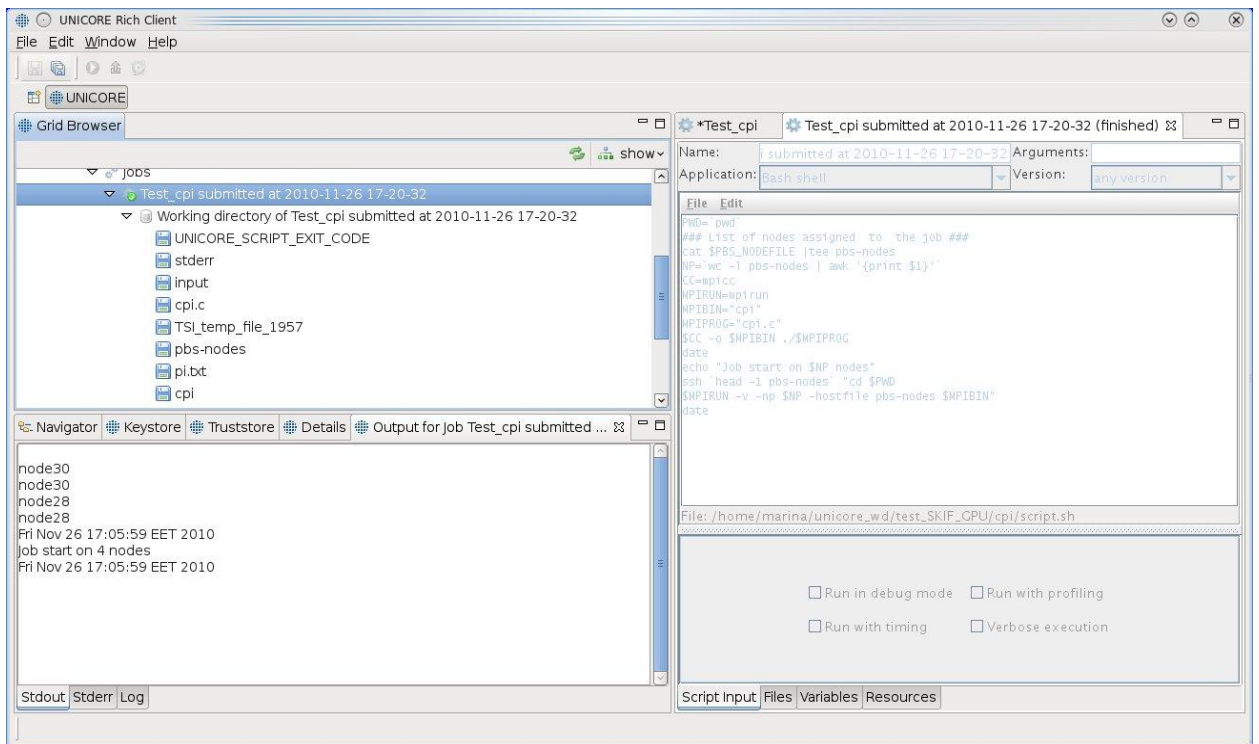 UNICORE Rich Client
File Edit Window Help
UNICORE
Grid Browser
show
Jobs
Test_cpi submitted at 2010-11-26 17-20-32
Working directory of Test_cpi submitted at 2010-11-26 17-20-32
UNICORE_SCRIPT_EXIT_CODE
stderr
input
cpi.c
TSI_temp_file_1957
pbs-nodes
pi.txt
cpi
Navigator Keystore Truststore Details Output for Job Test_cpi submitted ...
node30
node30
node28
node28
Fri Nov 26 17:05:59 EET 2010
Job start on 4 nodes
Fri Nov 26 17:05:59 EET 2010
Stdout Stderr Log
*Test_cpi Test_cpi submitted at 2010-11-26 17-20-32 (finished)
Name: i submitted at 2010-11-26 17-20-32 Arguments:
Application: Bash shell Version: any version
File Edit
PWD=`pwd`
### List of nodes assigned to the job ###
cat $PBS_NODEFILE |tee pbs-nodes
NP=`wc -l pbs-nodes | awk '{print $1}'`
CC=mpicc
MPIRUN=mpirun
MPIBIN="cpi"
MPIPROG="cpi.c"
$CC -o $MPIBIN ./$MPIPROG
date
echo "Job start on $NP nodes"
ssh `head -1 pbs-nodes` "cd $PWD
$MPIRUN -v -np $NP -hostfile pbs-nodes $MPIBIN"
date
File: /home/marina/unicore_wd/test_SKIF_GPU/cpi/script.sh
Run in debug mode Run with profiling
Run with timing Verbose execution
Script Input Files Variables Resources